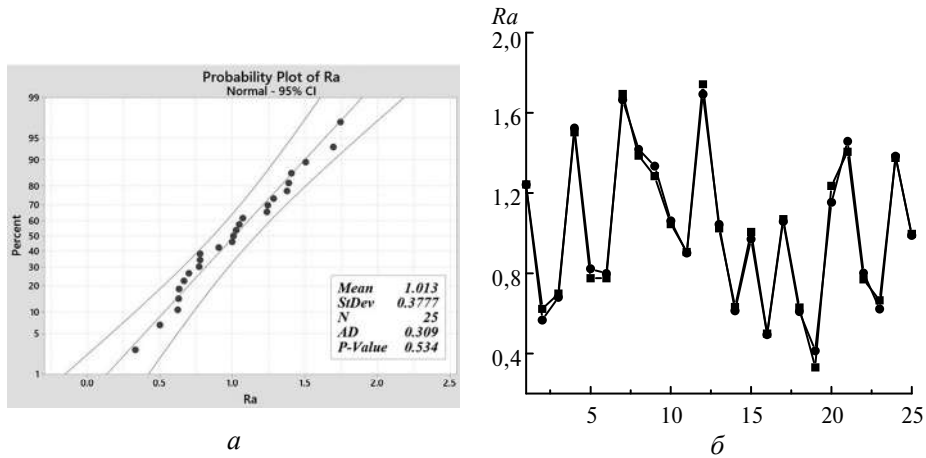 Probability Plot of Ra
Normal - 95% CI
99
95
90
80
70
60
50
40
30
20
10
5
1
Percent
Mean 1.013
StDev 0.3777
N 25
AD 0.309
P-Value 0.534
0.0 0.5 1.0 1.5 2.0 2.5
Ra
а
Ra
2,0
1,6
1,2
0,8
0,4
5 10 15 20 25
б